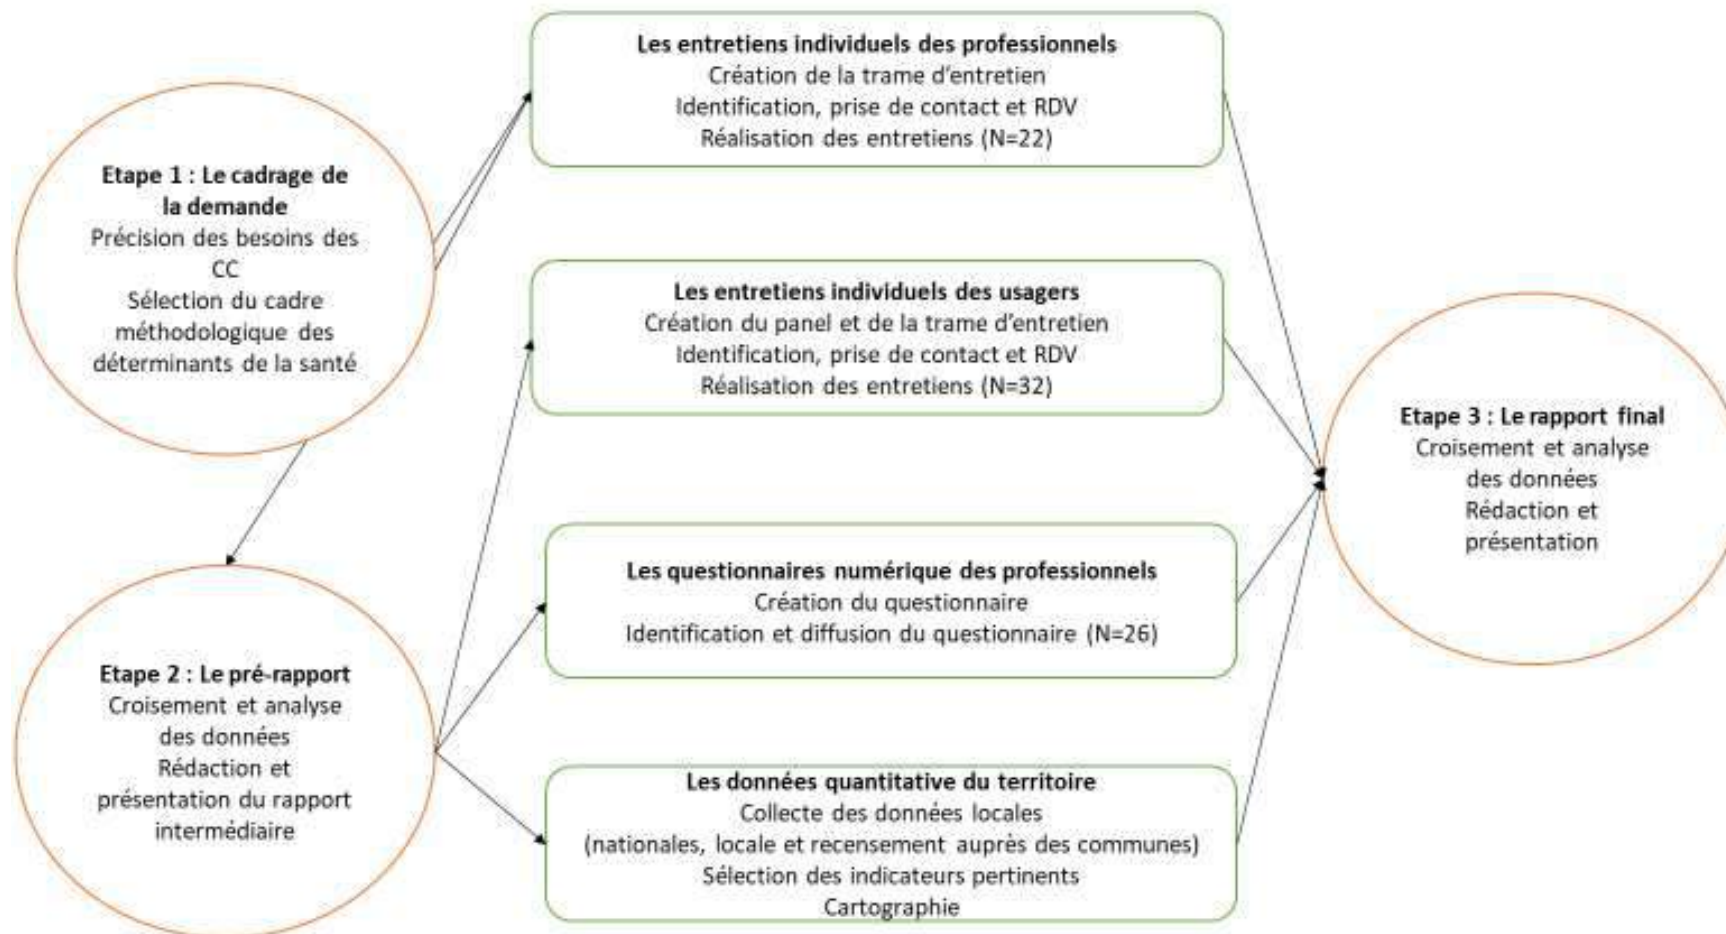 Etape 1 : Le cadrage de
la demande
Précision des besoins des
CC
Sélection du cadre
méthodologique des
déterminants de la santé
Etape 2 : Le pré-rapport
Croisement et analyse
des données
Rédaction et
présentation du rapport
intermédiaire
Les entretiens individuels des professionnels
Création de la trame d'entretien
Identification, prise de contact et RDV
Réalisation des entretiens (N=22)
Les entretiens individuels des usagers
Création du panel et de la trame d'entretien
Identification, prise de contact et RDV
Réalisation des entretiens (N=32)
Les questionnaires numérique des professionnels
Création du questionnaire
Identification et diffusion du questionnaire (N=26)
Les données quantitative du territoire
Collecte des données locales
(nationales, locale et recensement auprès des communes)
Sélection des indicateurs pertinents
Cartographie
Etape 3 : Le rapport final
Croisement et analyse
des données
Rédaction et
présentation